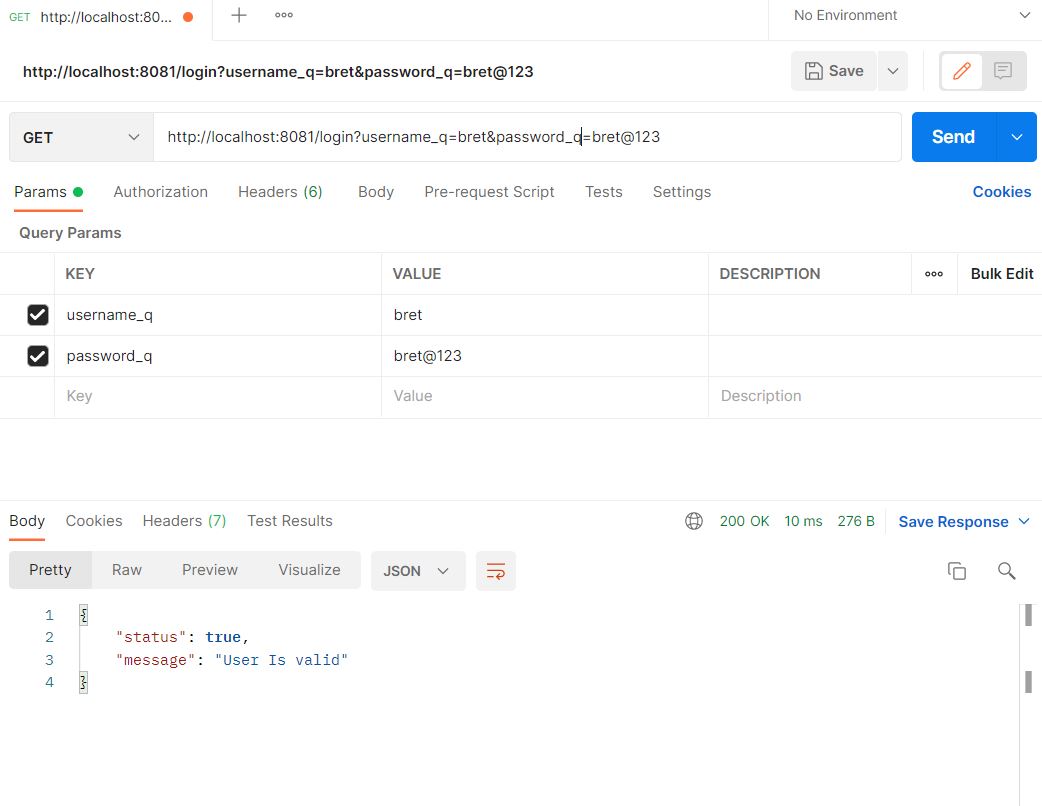 GET http://localhost:80... No Environment
http://localhost:8081/login?username_q=bret&password_q=bret@123 Save
GET http://localhost:8081/login?username_q=bret&password_q=bret@123 Send
Params Authorization Headers (6) Body Pre-request Script Tests Settings Cookies
Query Params
KEY VALUE DESCRIPTION Bulk Edit
username_q bret
password_q bret@123
Key Value Description
Body Cookies Headers (7) Test Results 200 OK 10 ms 276 B Save Response
Pretty Raw Preview Visualize JSON
1 {
2 "status": true,
3 "message": "User Is valid"
4 }